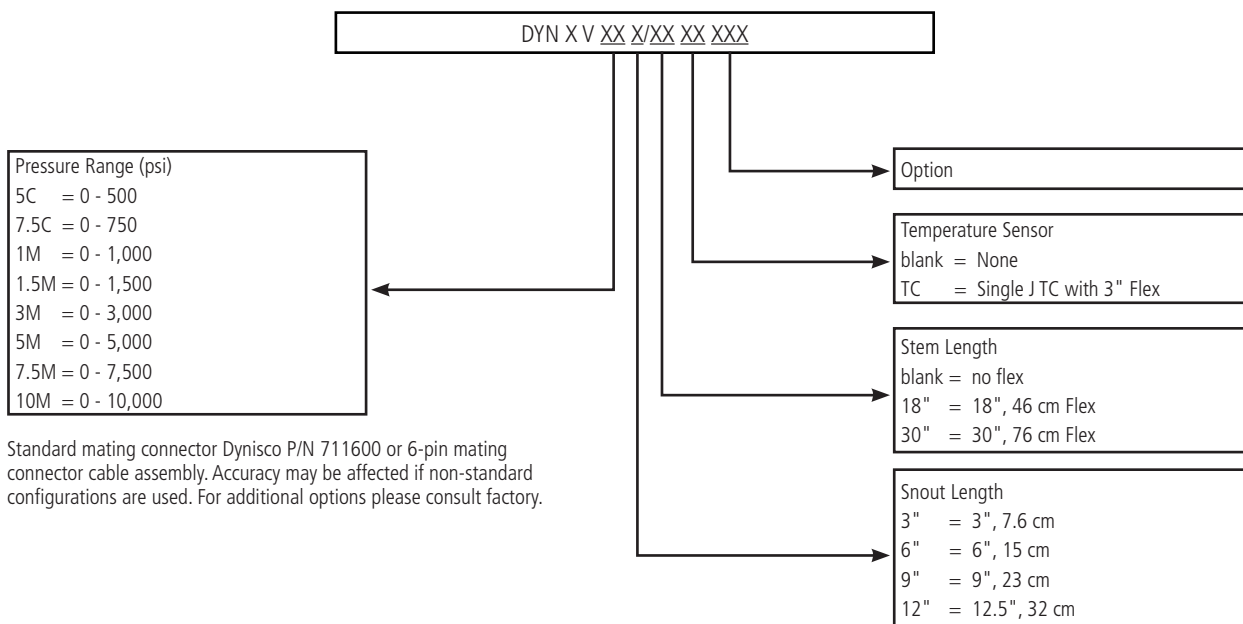 DYN X V XX X/XX XX XXX
Pressure Range (psi)
5C = 0 - 500
7.5C = 0 - 750
1M = 0 - 1,000
1.5M = 0 - 1,500
3M = 0 - 3,000
5M = 0 - 5,000
7.5M = 0 - 7,500
10M = 0 - 10,000
Standard mating connector Dynisco P/N 711600 or 6-pin mating
connector cable assembly. Accuracy may be affected if non-standard
configurations are used. For additional options please consult factory.
Option
Temperature Sensor
blank = None
TC = Single J TC with 3" Flex
Stem Length
blank = no flex
18" = 18", 46 cm Flex
30" = 30", 76 cm Flex
Snout Length
3" = 3", 7.6 cm
6" = 6", 15 cm
9" = 9", 23 cm
12" = 12.5", 32 cm